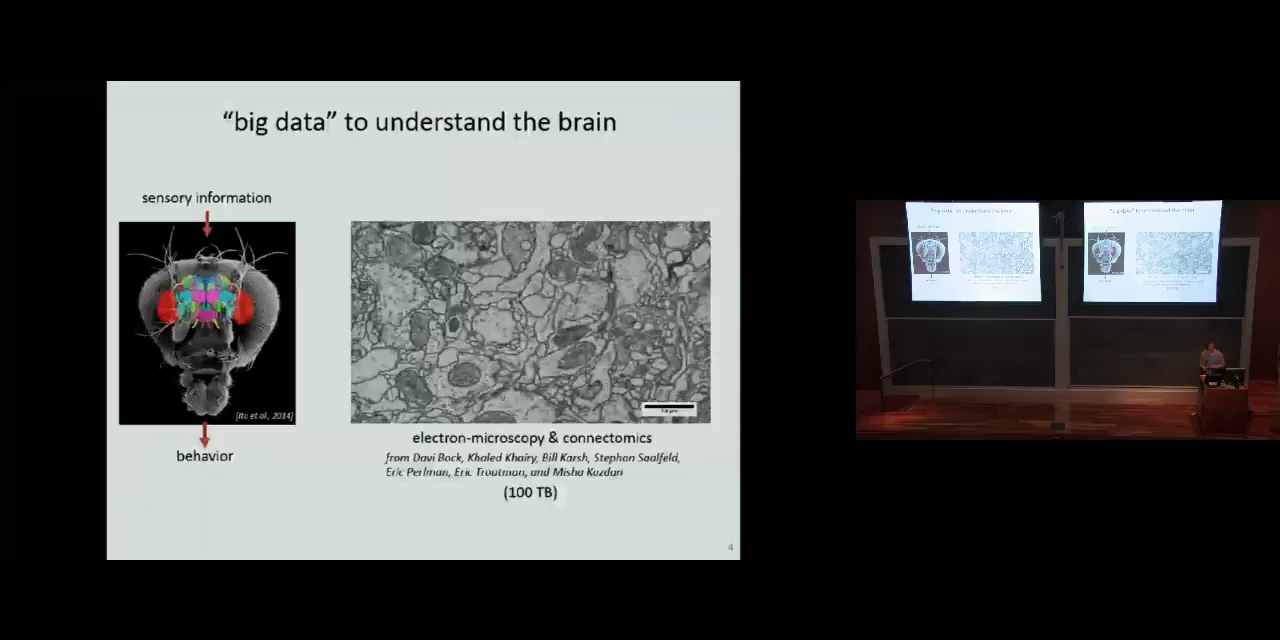 “big data” to understand the brain
sensory information
[Ito et al., 2014]
behavior
electron-microscopy & connectomics
from Davi Bock, Khaled Khairy, Bill Karsh, Stephan Saalfeld,
Eric Perlman, Eric Trautman, and Misha Kazdan
(100 TB)
4